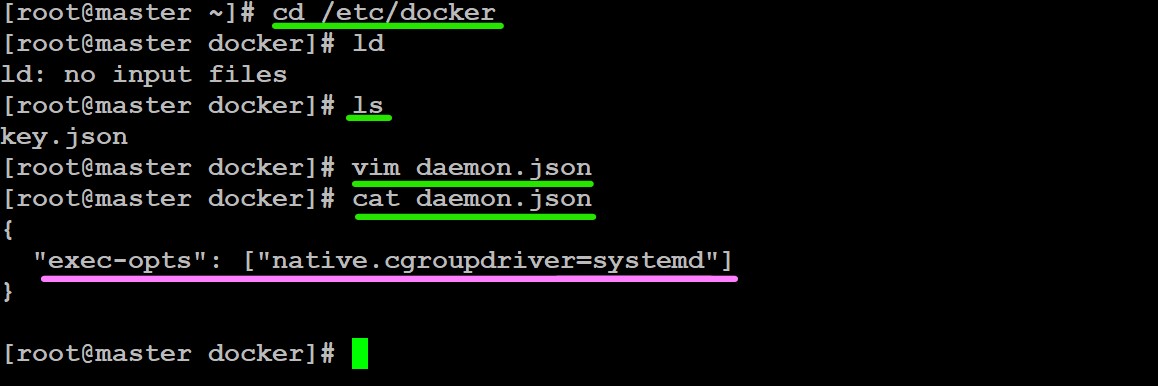 [root@master ~]# cd /etc/docker
[root@master docker]# ld
ld: no input files
[root@master docker]# ls
key.json
[root@master docker]# vim daemon.json
[root@master docker]# cat daemon.json
{
  "exec-opts": ["native.cgroupdriver=systemd"]
}
[root@master docker]#